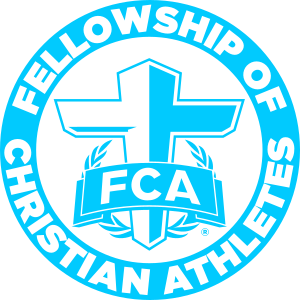 FELLOWSHIP OF
CHRISTIAN ATHLETES
FCA
®